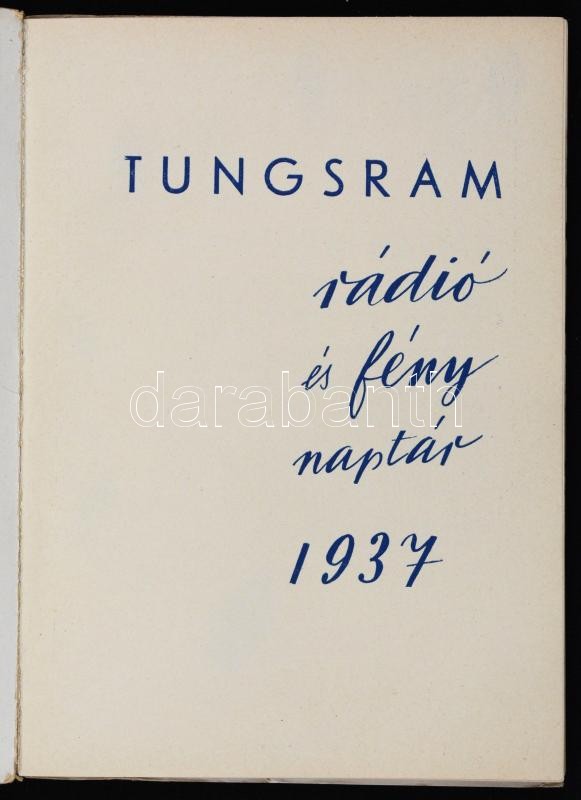 TUNGSRAM
rádió
és fény
darabanth
naptár
1937